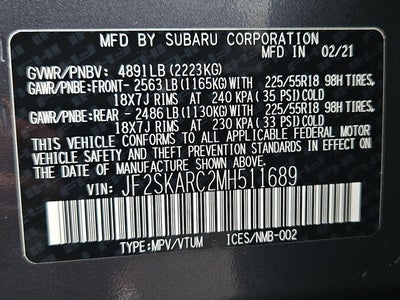 MFD BY SUBARU CORPORATION
MFD IN 02/21
GVWR/PNBV: 4891LB (2223KG)
GAWR/PNBE:FRONT- 2563LB (1165KG) WITH 225/55R18 98H TIRES,
18X7J RIMS AT 240 KPA (35 PSI)COLD
GAWR/PNBE:REAR - 2486LB (1130KG) WITH 225/55R18 98H TIRES,
18X7J RIMS AT 230 KPA (33 PSI)COLD
THIS VEHICLE CONFORMS TO ALL APPLICABLE
FEDERAL MOTOR VEHICLE SAFETY, BUMPER,
AND THEFT PREVENTION STANDARDS IN EFFECT
ON THE DATE OF MANUFACTURE SHOWN ABOVE.
VIN: JF2SKARC2MH511689
TYPE:MPV/VTUM ICES/NMB-002